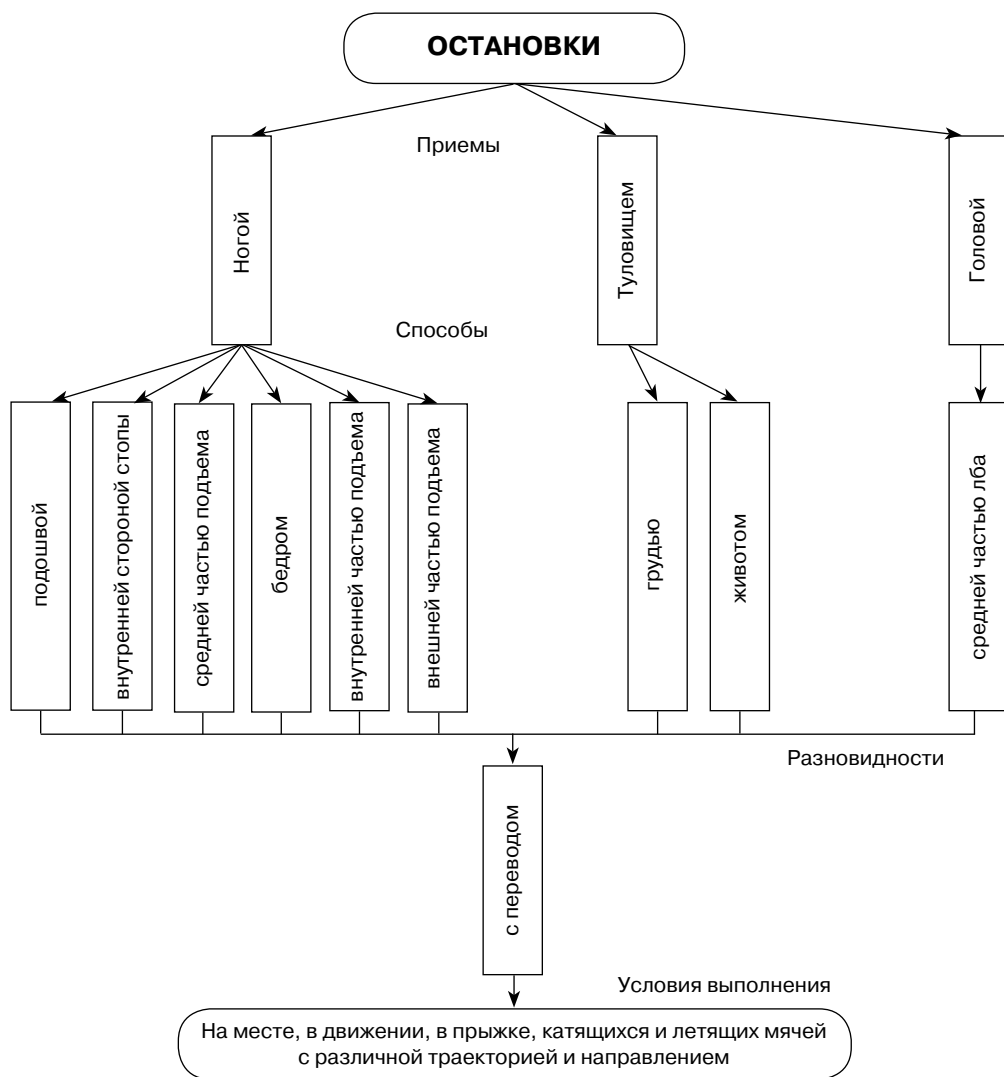 ОСТАНОВКИ
Приемы
Ногой
Туловищем
Головой
Способы
подошвой
внутренней стороной стопы
средней частью подъема
бедром
внутренней частью подъема
внешней частью подъема
грудью
животом
средней частью лба
Разновидности
с переводом
Условия выполнения
На месте, в движении, в прыжке, катящихся и летящих мячей
с различной траекторией и направлением